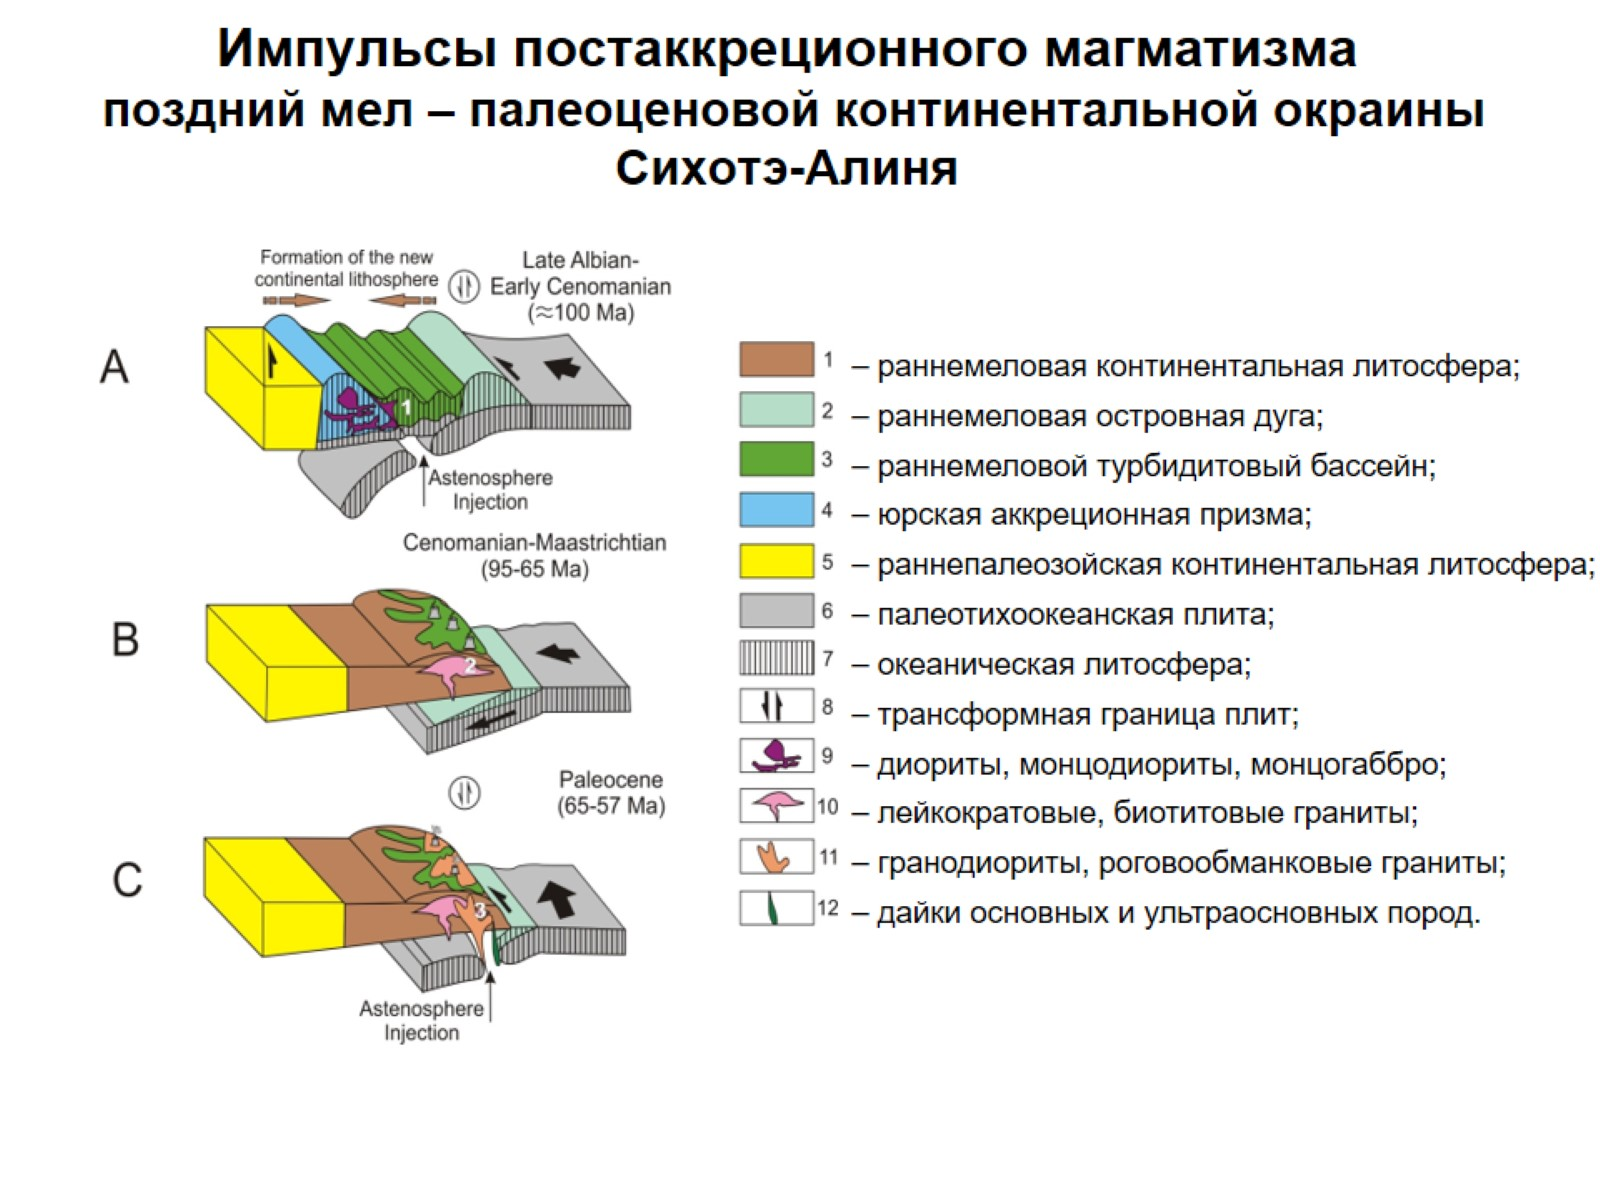 Импульсы постаккреционного магматизма
поздний мел – палеоценовой континентальной окраины
Сихотэ-Алиня
Formation of the new
continental lithosphere
Late Albian-
Early Cenomanian
(≈100 Ma)
A
1
Astenosphere
Injection
Cenomanian-Maastrichtian
(95-65 Ma)
B
2
Paleocene
(65-57 Ma)
C
3
Astenosphere
Injection
1 – раннемеловая континентальная литосфера;
2 – раннемеловая островная дуга;
3 – раннемеловой турбидитовый бассейн;
4 – юрская аккреционная призма;
5 – раннепалеозойская континентальная литосфера;
6 – палеотихоокеанская плита;
7 – океаническая литосфера;
8 – трансформная граница плит;
9 – диориты, монцодиориты, монцогаббро;
10 – лейкократовые, биотитовые граниты;
11 – гранодиориты, роговообманковые граниты;
12 – дайки основных и ультраосновных пород.